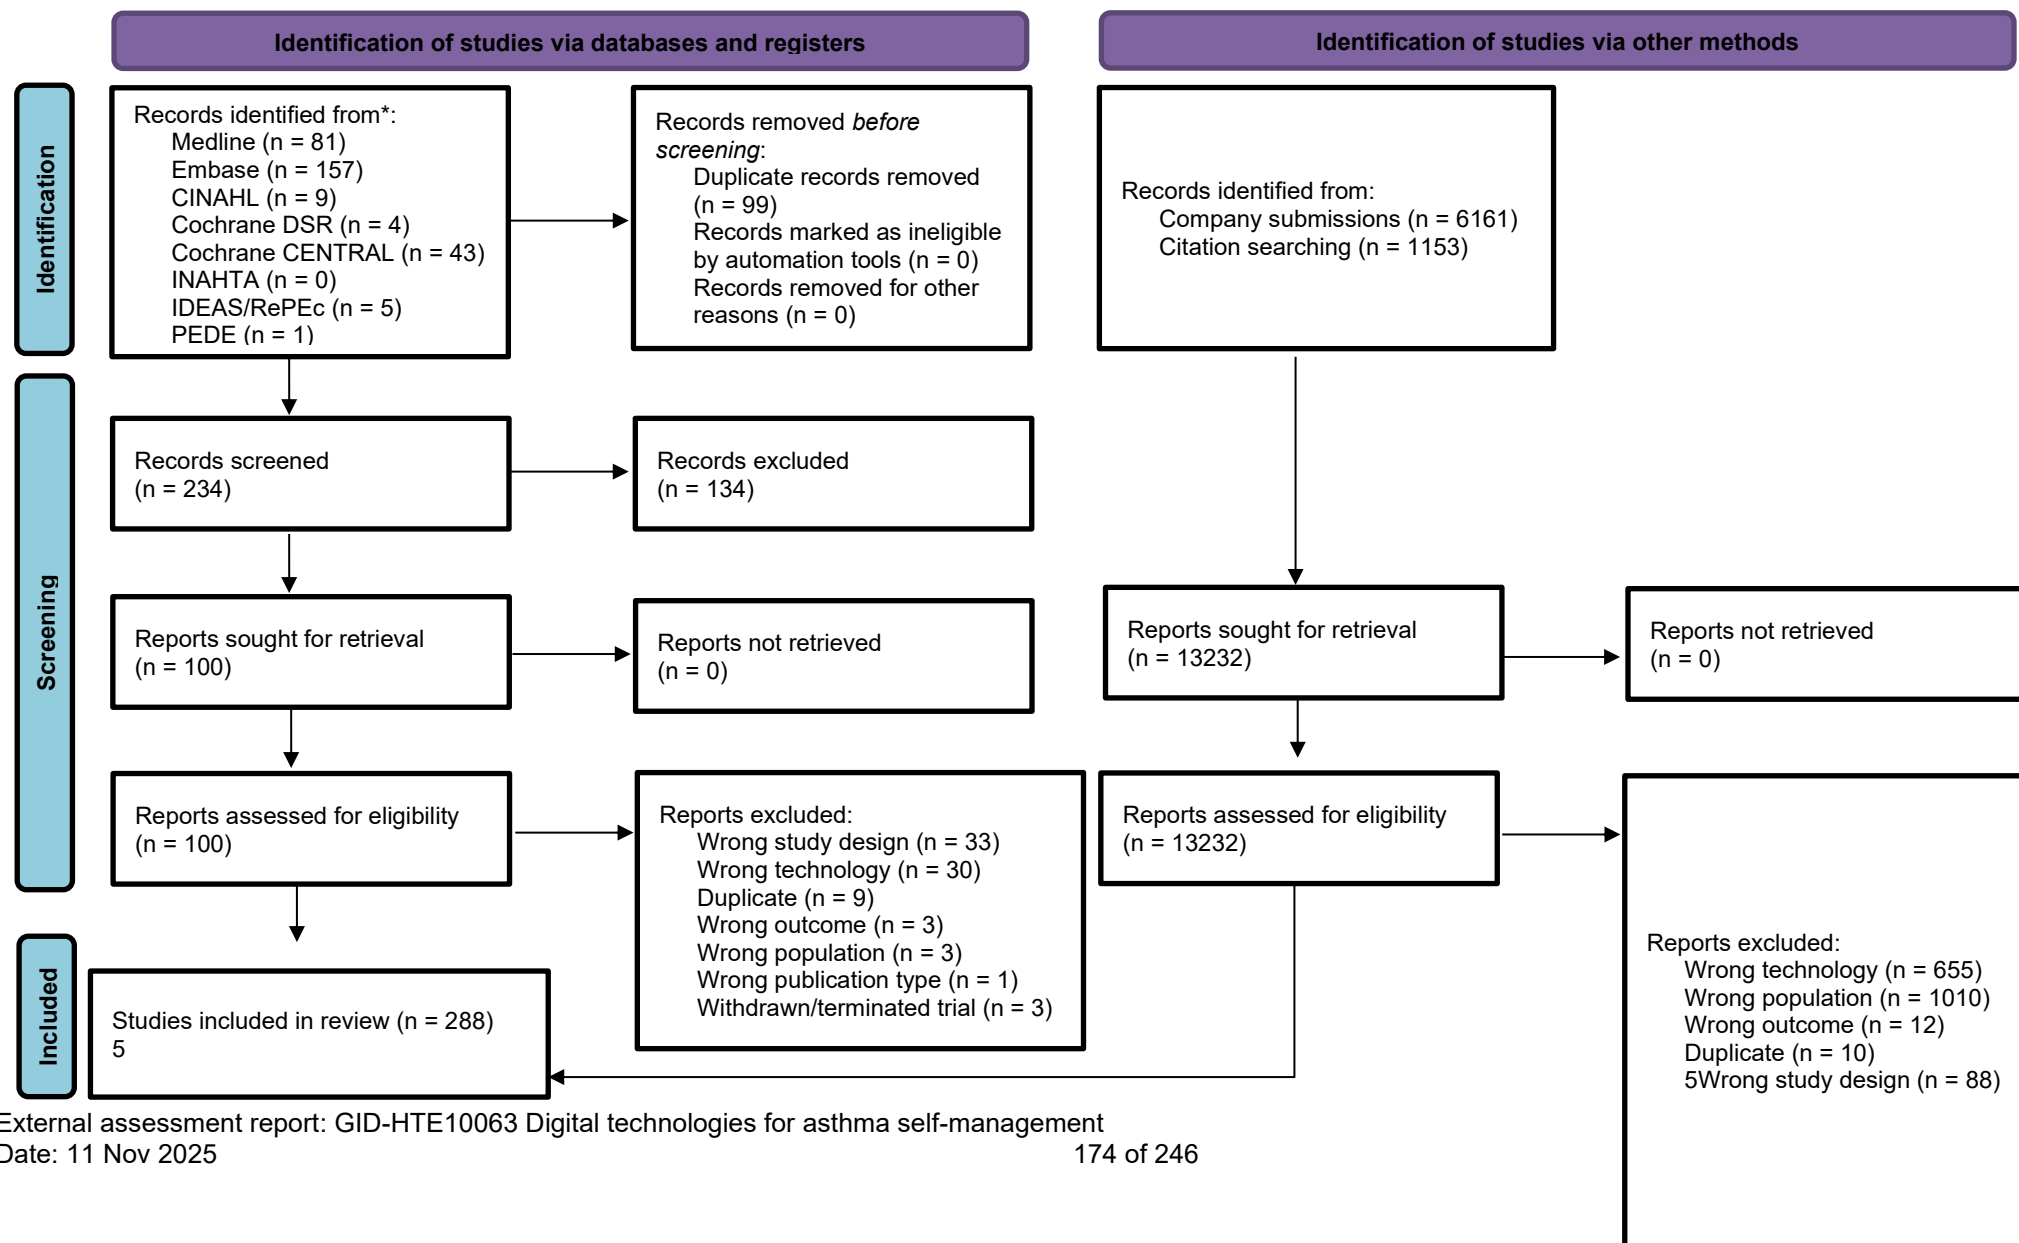 Identification of studies via databases and registers
Identification of studies via other methods
Identification
Records identified from*:
Medline (n = 81)
Embase (n = 157)
CINAHL (n = 9)
Cochrane DSR (n = 4)
Cochrane CENTRAL (n = 43)
INAHTA (n = 0)
IDEAS/RePEc (n = 5)
PEDE (n = 1)
Records removed before
screening:
Duplicate records removed
(n = 99)
Records marked as ineligible
by automation tools (n = 0)
Records removed for other
reasons (n = 0)
Records identified from:
Company submissions (n = 6161)
Citation searching (n = 1153)
Screening
Records screened
(n = 234)
Records excluded
(n = 134)
Reports sought for retrieval
(n = 100)
Reports not retrieved
(n = 0)
Reports sought for retrieval
(n = 13232)
Reports not retrieved
(n = 0)
Reports assessed for eligibility
(n = 100)
Reports excluded:
Wrong study design (n = 33)
Wrong technology (n = 30)
Duplicate (n = 9)
Wrong outcome (n = 3)
Wrong population (n = 3)
Wrong publication type (n = 1)
Withdrawn/terminated trial (n = 3)
Reports assessed for eligibility
(n = 13232)
Reports excluded:
Wrong technology (n = 655)
Wrong population (n = 1010)
Wrong outcome (n = 12)
Duplicate (n = 10)
5Wrong study design (n = 88)
Included
Studies included in review (n = 288)
5
External assessment report: GID-HTE10063 Digital technologies for asthma self-management
Date: 11 Nov 2025
174 of 246